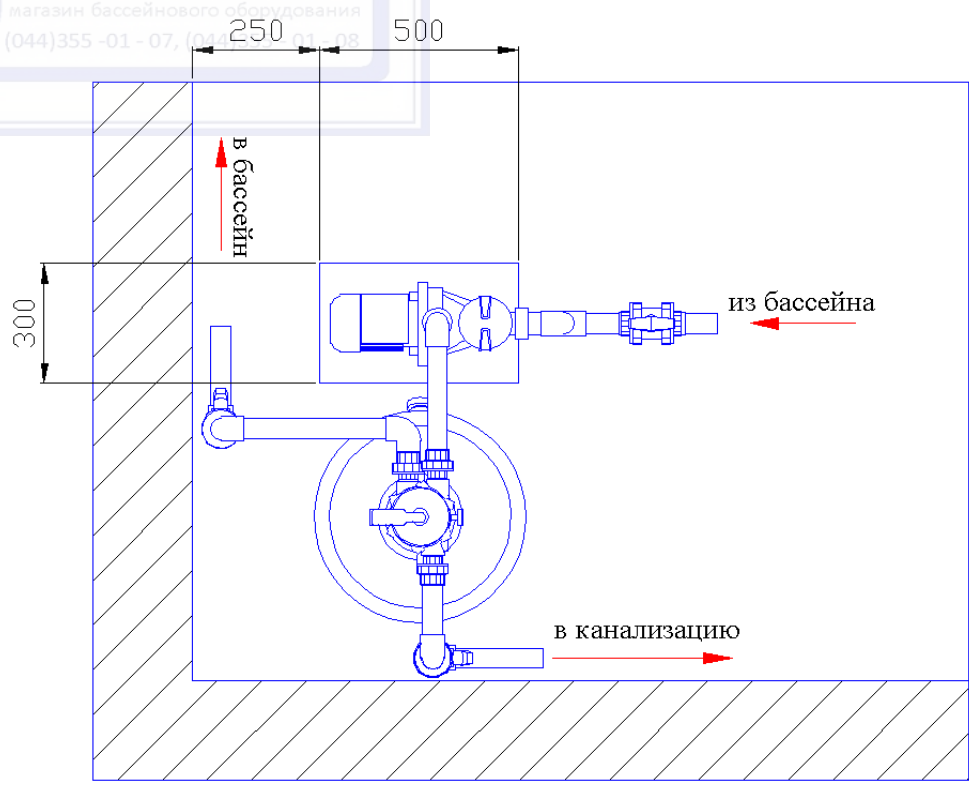 магазин бассейнового оборудования
(044)355 -01 - 07, (044)355 - 01 - 08
250
500
в бассейн
300
из бассейна
в канализацию